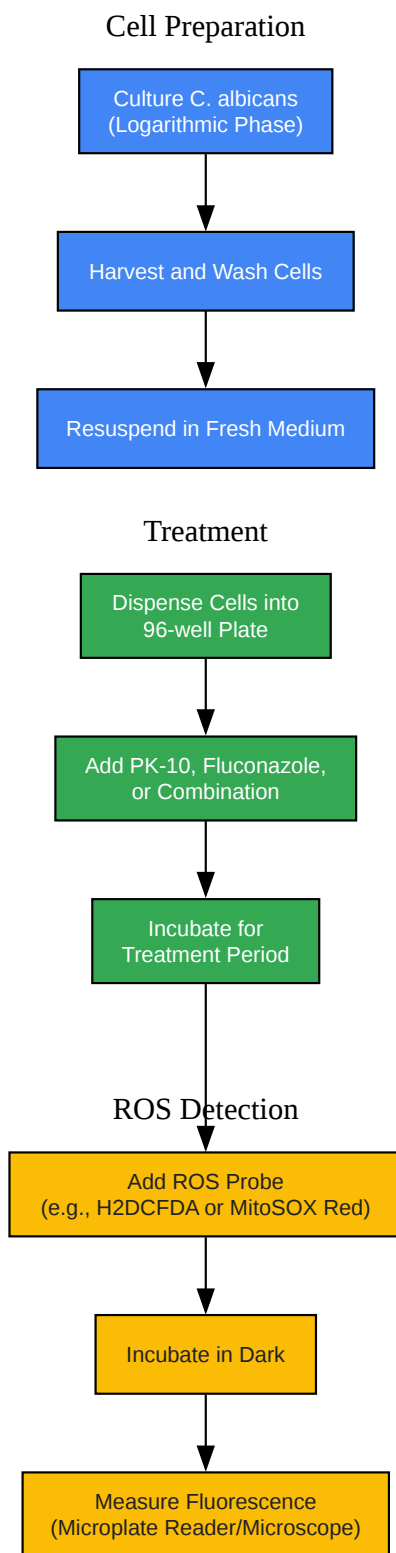 Cell Preparation
Culture C. albicans
(Logarithmic Phase)
Harvest and Wash Cells
Resuspend in Fresh Medium
Treatment
Dispense Cells into
96-well Plate
Add PK-10, Fluconazole,
or Combination
Incubate for
Treatment Period
ROS Detection
Add ROS Probe
(e.g., H2DCFDA or MitoSOX Red)
Incubate in Dark
Measure Fluorescence
(Microplate Reader/Microscope)